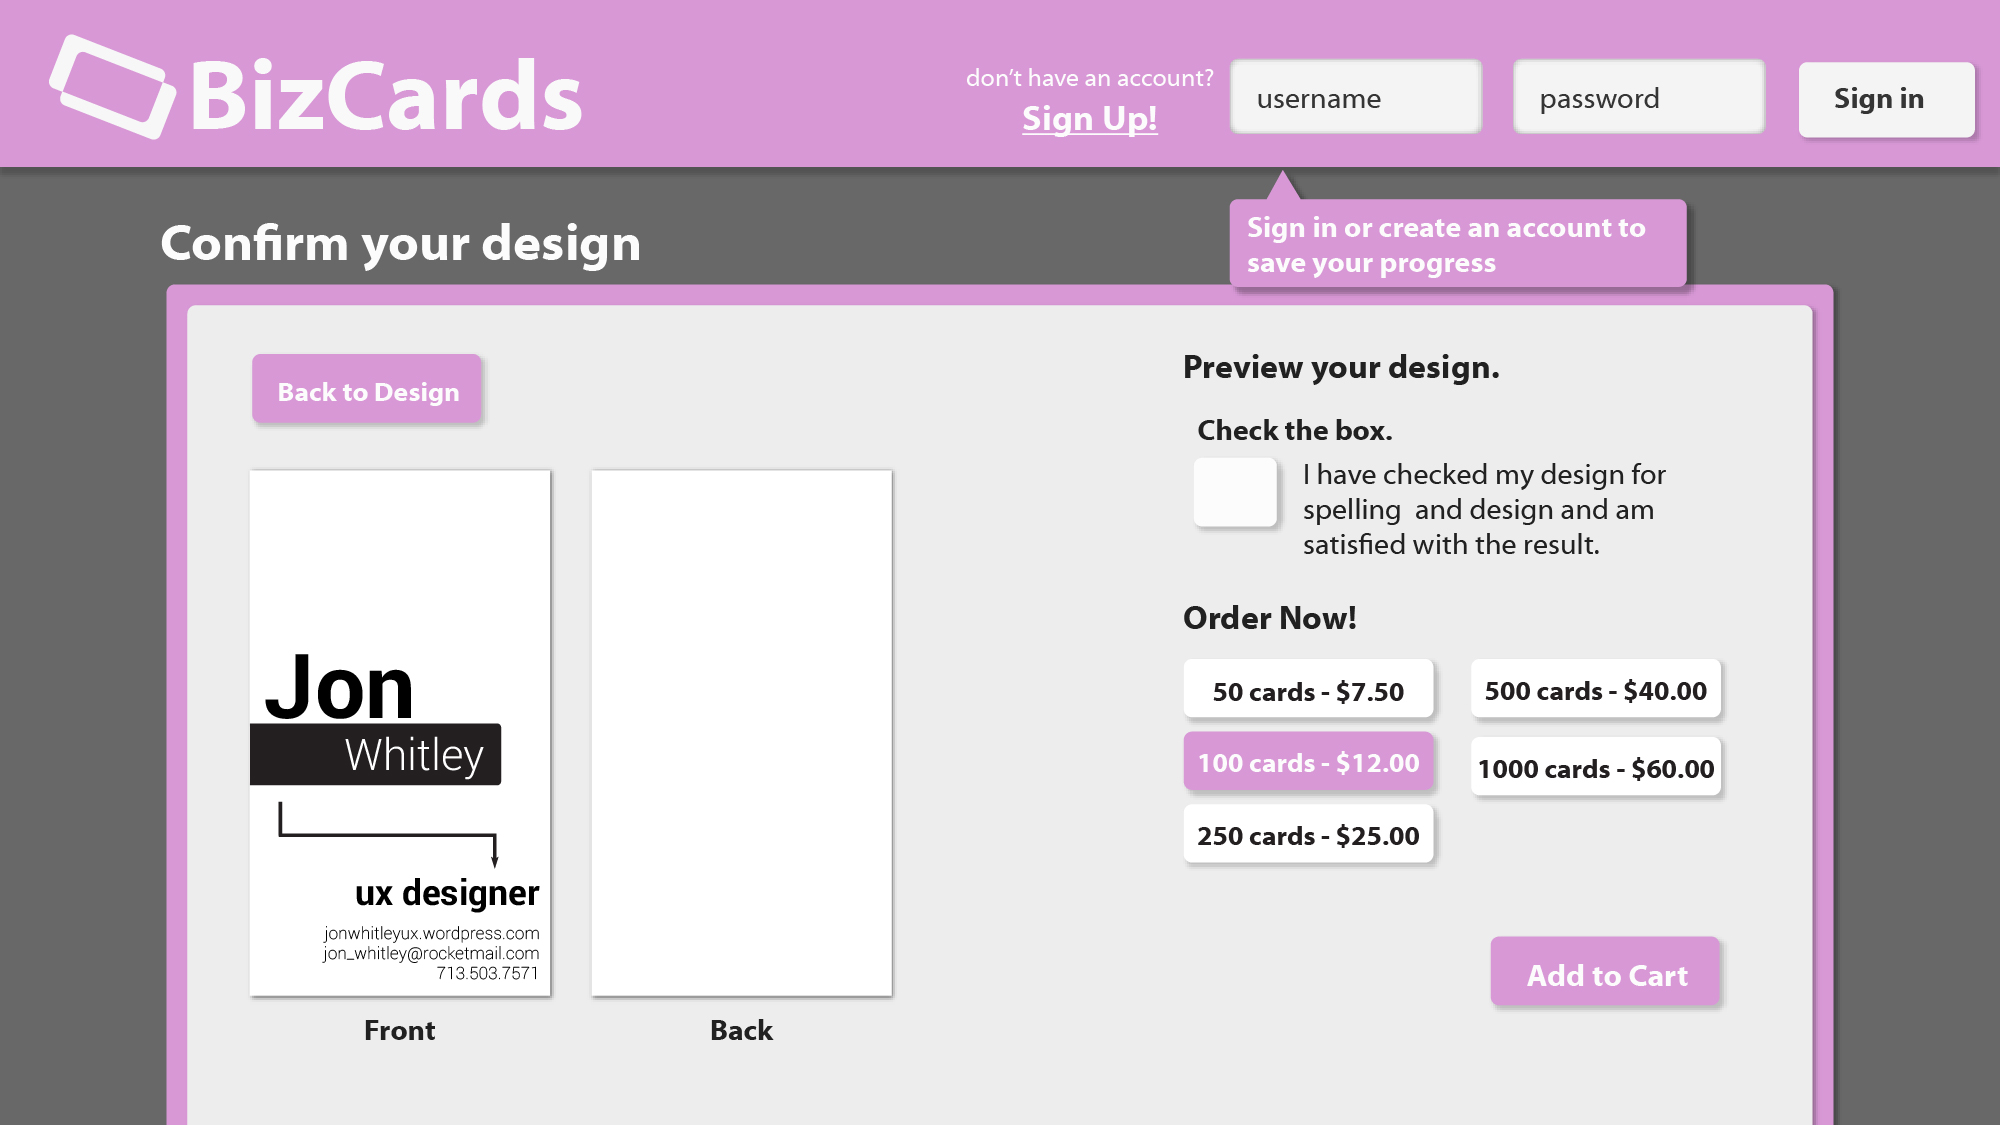 BizCards
don't have an account?
Sign Up!
username
password
Sign in
Sign in or create an account to
save your progress
Confirm your design
Back to Design
Jon
Whitley
ux designer
jonwhitleyux.wordpress.com
jon_whitley@rocketmail.com
713.503.7571
Front
Back
Preview your design.
Check the box.
I have checked my design for
spelling and design and am
satisfied with the result.
Order Now!
50 cards - $7.50
100 cards - $12.00
250 cards - $25.00
500 cards - $40.00
1000 cards - $60.00
Add to Cart